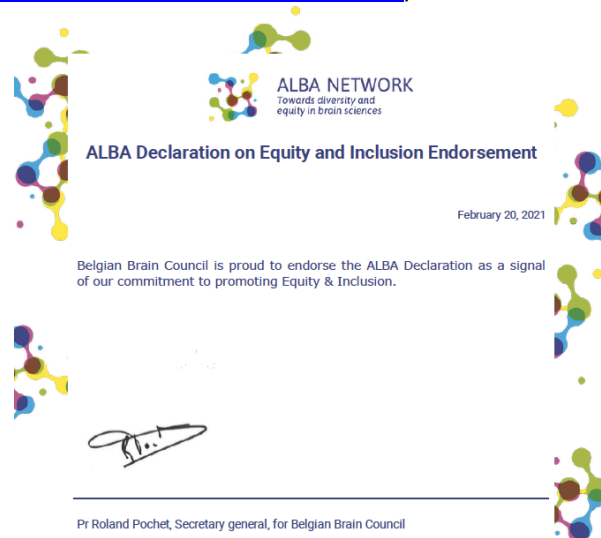 ALBA NETWORK
Towards diversity and
equity in brain sciences
ALBA Declaration on Equity and Inclusion Endorsement
February 20, 2021
Belgian Brain Council is proud to endorse the ALBA Declaration as a signal
of our commitment to promoting Equity & Inclusion.
Pr Roland Pochet, Secretary general, for Belgian Brain Council